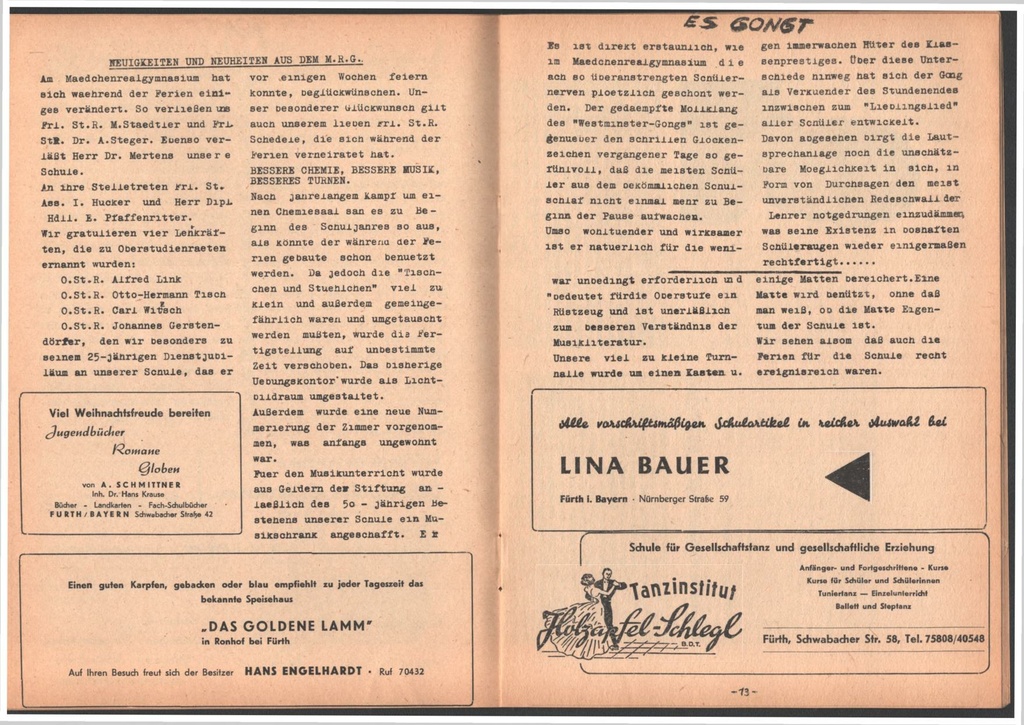 NEUIGKEITEN UND NEUHEITEN AUS DEM M.R.G.
Am Maedchenrealgymnasium hat
sich waehrend der Ferien eini-
ges verändert. So verließen uns
Frl. St.R. M.Staedtler und Frl.
StR. Dr. A.Steger. Ebenso ver-
läßt Herr Dr. Mertens unsere
Schule.
An ihre Stelletreten Frl. St.
Ass. I. Hucker und Herr Dipl
Hdll. E. Pfaffenritter.
Wir gratulieren vier Lehkräf-
ten, die zu Oberstudienraeten
ernannt wurden:
O.St.R. Alfred Link
O.St.R. Otto-Hermann Tisch
O.St.R. Carl Witsch
O.St.R. Johannes Gersten-
dörfer, den wir besonders zu
seinem 25-jährigen Dienstjubi-
läum an unserer Schule, das er
vor einigen Wochen feiern
konnte, beglückwünschen. Un-
ser besonderer Glückwunsch gilt
auch unserem lieben Frl. St.R.
Schedele, die sich während der
Ferien verheiratet hat.
BESSERE CHEMIE, BESSERE MUSIK,
BESSERES TURNEN.
Nach jahrelangem Kampf um ei-
nen Chemiesaal sah es zu Be-
ginn des Schuljahres so aus,
als könnte der während der Fe-
rien gebaute schon benuetzt
werden. Da jedoch die "Tisch-
chen und Stuehlchen" viel zu
klein und außerdem gemeinge-
fährlich waren und umgetauscht
werden mußten, wurde die Fer-
tigstellung auf unbestimmte
Zeit verschoben. Das bisherige
Uebungskontor wurde als Licht-
bildraum umgestaltet.
Außerdem wurde eine neue Num-
merierung der Zimmer vorgenom-
men, was anfangs ungewohnt
war.
Fuer den Musikunterricht wurde
aus Geldern der Stiftung an -
laeßlich des 50 - jährigen Be-
stehens unserer Schule ein Mu-
sikschrank angeschafft. Er
Viel Weihnachtsfreude bereiten
Jugendbücher
Romane
Globen
von A. SCHMITTNER
Inh. Dr. Hans Krause
Bücher - Landkarten - Fach-Schulbücher
FÜRTH/BAYERN Schwabacher Straße 42
Einen guten Karpfen, gebacken oder blau empfiehlt zu jeder Tageszeit das
bekannte Speisehaus
„DAS GOLDENE LAMM"
in Ronhof bei Fürth
Auf Ihren Besuch freut sich der Besitzer HANS ENGELHARDT • Ruf 70432
ES GONGT
Es ist direkt erstaunlich, wie
im Maedchenrealgymnasium die
ach so überanstrengten Schüler-
nerven ploetzlich geschont wer-
den. Der gedaempfte Mollklang
des "Westminster-Gongs" ist ge-
genueber den schrillen Glocken-
zeichen vergangener Tage so ge-
fühlvoll, daß die meisten Schü-
ler aus dem bekömmlichen Schul-
schlaf nicht einmal mehr zu Be-
ginn der Pause aufwachen.
Umso wohltuender und wirksamer
ist er natuerlich für die weni-
gen immerwachen Hüter des Klas-
senprestiges. Über diese Unter-
schiede hinweg hat sich der Gong
als Verkuender des Stundenendes
inzwischen zum "Lieblingslied"
aller Schüler entwickelt.
Davon abgesehen birgt die Laut-
sprechanlage noch die unschätz-
bare Moeglichkeit in sich, in
Form von Durchsagen den meist
unverständlichen Redeschwall der
Lehrer notgedrungen einzudämmen,
was seine Existenz in boshaften
Schüleraugen wieder einigermaßen
rechtfertigt......
war unbedingt erforderlich und
"bedeutet fürdie Oberstufe ein
Rüstzeug und ist unerläßlich
zum besseren Verständnis der
Musikliteratur.
Unsere viel zu kleine Turn-
halle wurde um einen Kasten u.
einige Matten bereichert.Eine
Matte wird benützt, ohne daß
man weiß, ob die Matte Eigen-
tum der Schule ist.
Wir sehen alsom daß auch die
Ferien für die Schule recht
ereignisreich waren.
Alle vorschriftsmäßigen Schulartikel in reicher Auswahl bei
LINA BAUER
Fürth i. Bayern · Nürnberger Straße 59
Schule für Gesellschaftstanz und gesellschaftliche Erziehung
Anfänger- und Fortgeschrittene - Kurse
Kurse für Schüler und Schülerinnen
Turniertanz — Einzelunterricht
Ballett und Steptanz
Tanzinstitut
Holzapfel-Schlegl
B.D.T.
Fürth, Schwabacher Str. 58, Tel. 75808/40548
-13-